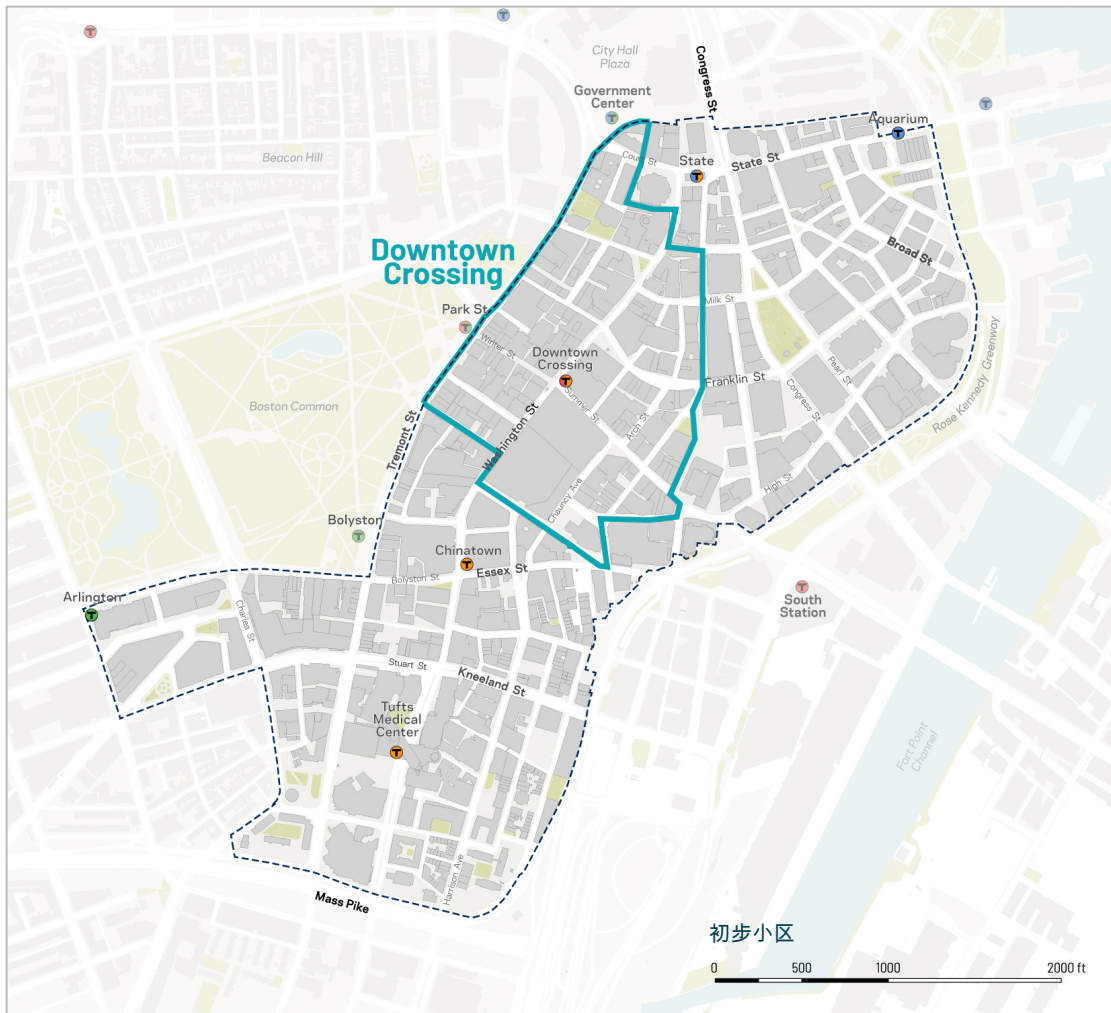 City Hall
Plaza
Congress St
Government
Center
Aquarium
Court St
State
State St
Beacon Hill
Broad St
Downtown
Crossing
Park St
Milk St
Winter St
Downtown
Crossing
Franklin St
Pearl St
Congress St
Summer St
Rose Kennedy Greenway
Boston Common
Tremont St
Washington St
Arch St
High St
Chauncy Ave
Bolyston
Chinatown
Essex St
Bolyston St
Arlington
Charles St
South
Station
Stuart St
Kneeland St
Tufts
Medical
Center
Fort Point
Channel
Harrison Ave
Mass Pike
初步小区
0 500 1000 2000 ft
T
T
T
T
T
T
T
T
T
T
T
T
T